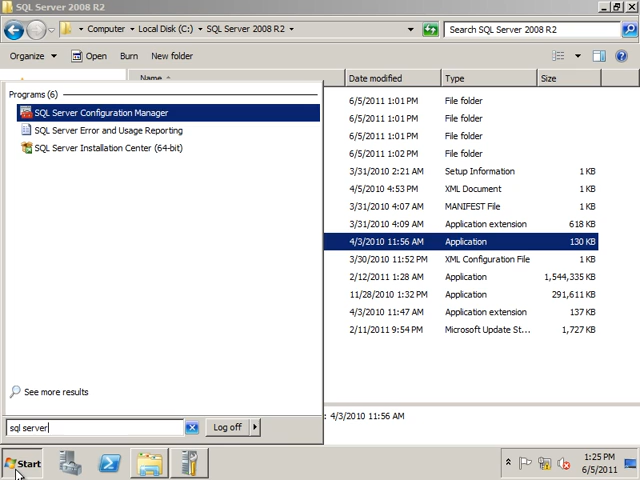 SQL Server 2008 R2
Computer
Local Disk (C:)
SQL Server 2008 R2
Search SQL Server 2008 R2
Organize
Open
Burn
New folder
Name
Date modified
Type
Size
Programs (6)
SQL Server Configuration Manager
SQL Server Error and Usage Reporting
SQL Server Installation Center (64-bit)
6/5/2011 1:01 PM File folder
6/5/2011 1:01 PM File folder
6/5/2011 1:01 PM File folder
6/5/2011 1:02 PM File folder
3/31/2010 2:21 AM Setup Information 1 KB
4/5/2010 4:53 PM XML Document 1 KB
3/31/2010 4:07 AM MANIFEST File 1 KB
3/31/2010 4:09 AM Application extension 618 KB
4/3/2010 11:56 AM Application 130 KB
3/30/2010 11:52 PM XML Configuration File 1 KB
2/12/2011 1:28 AM Application 1,544,335 KB
11/28/2010 1:32 PM Application 291,611 KB
4/3/2010 11:47 AM Application extension 137 KB
2/11/2011 9:54 PM Microsoft Update St... 1,727 KB
See more results
: 4/3/2010 11:56 AM
sql server
Log off
Start
1:25 PM
6/5/2011